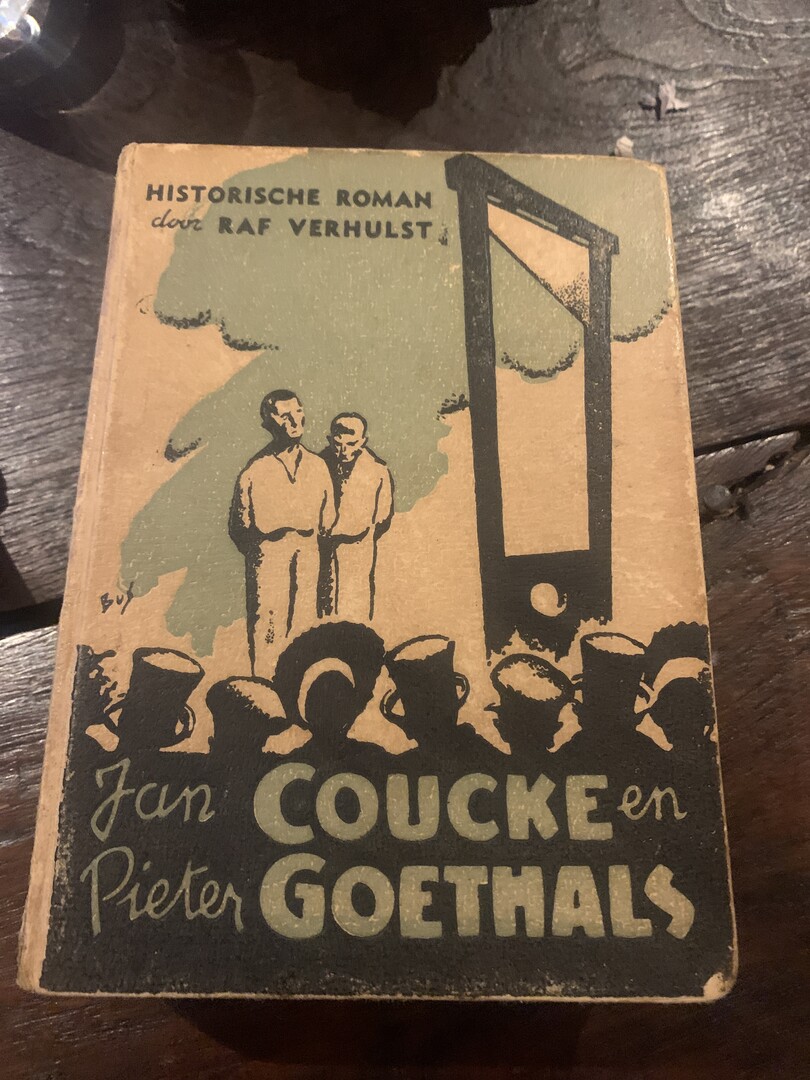 HISTORISCHE ROMAN
door RAF VERHULST
Jan COUCKE en
Pieter GOETHALS